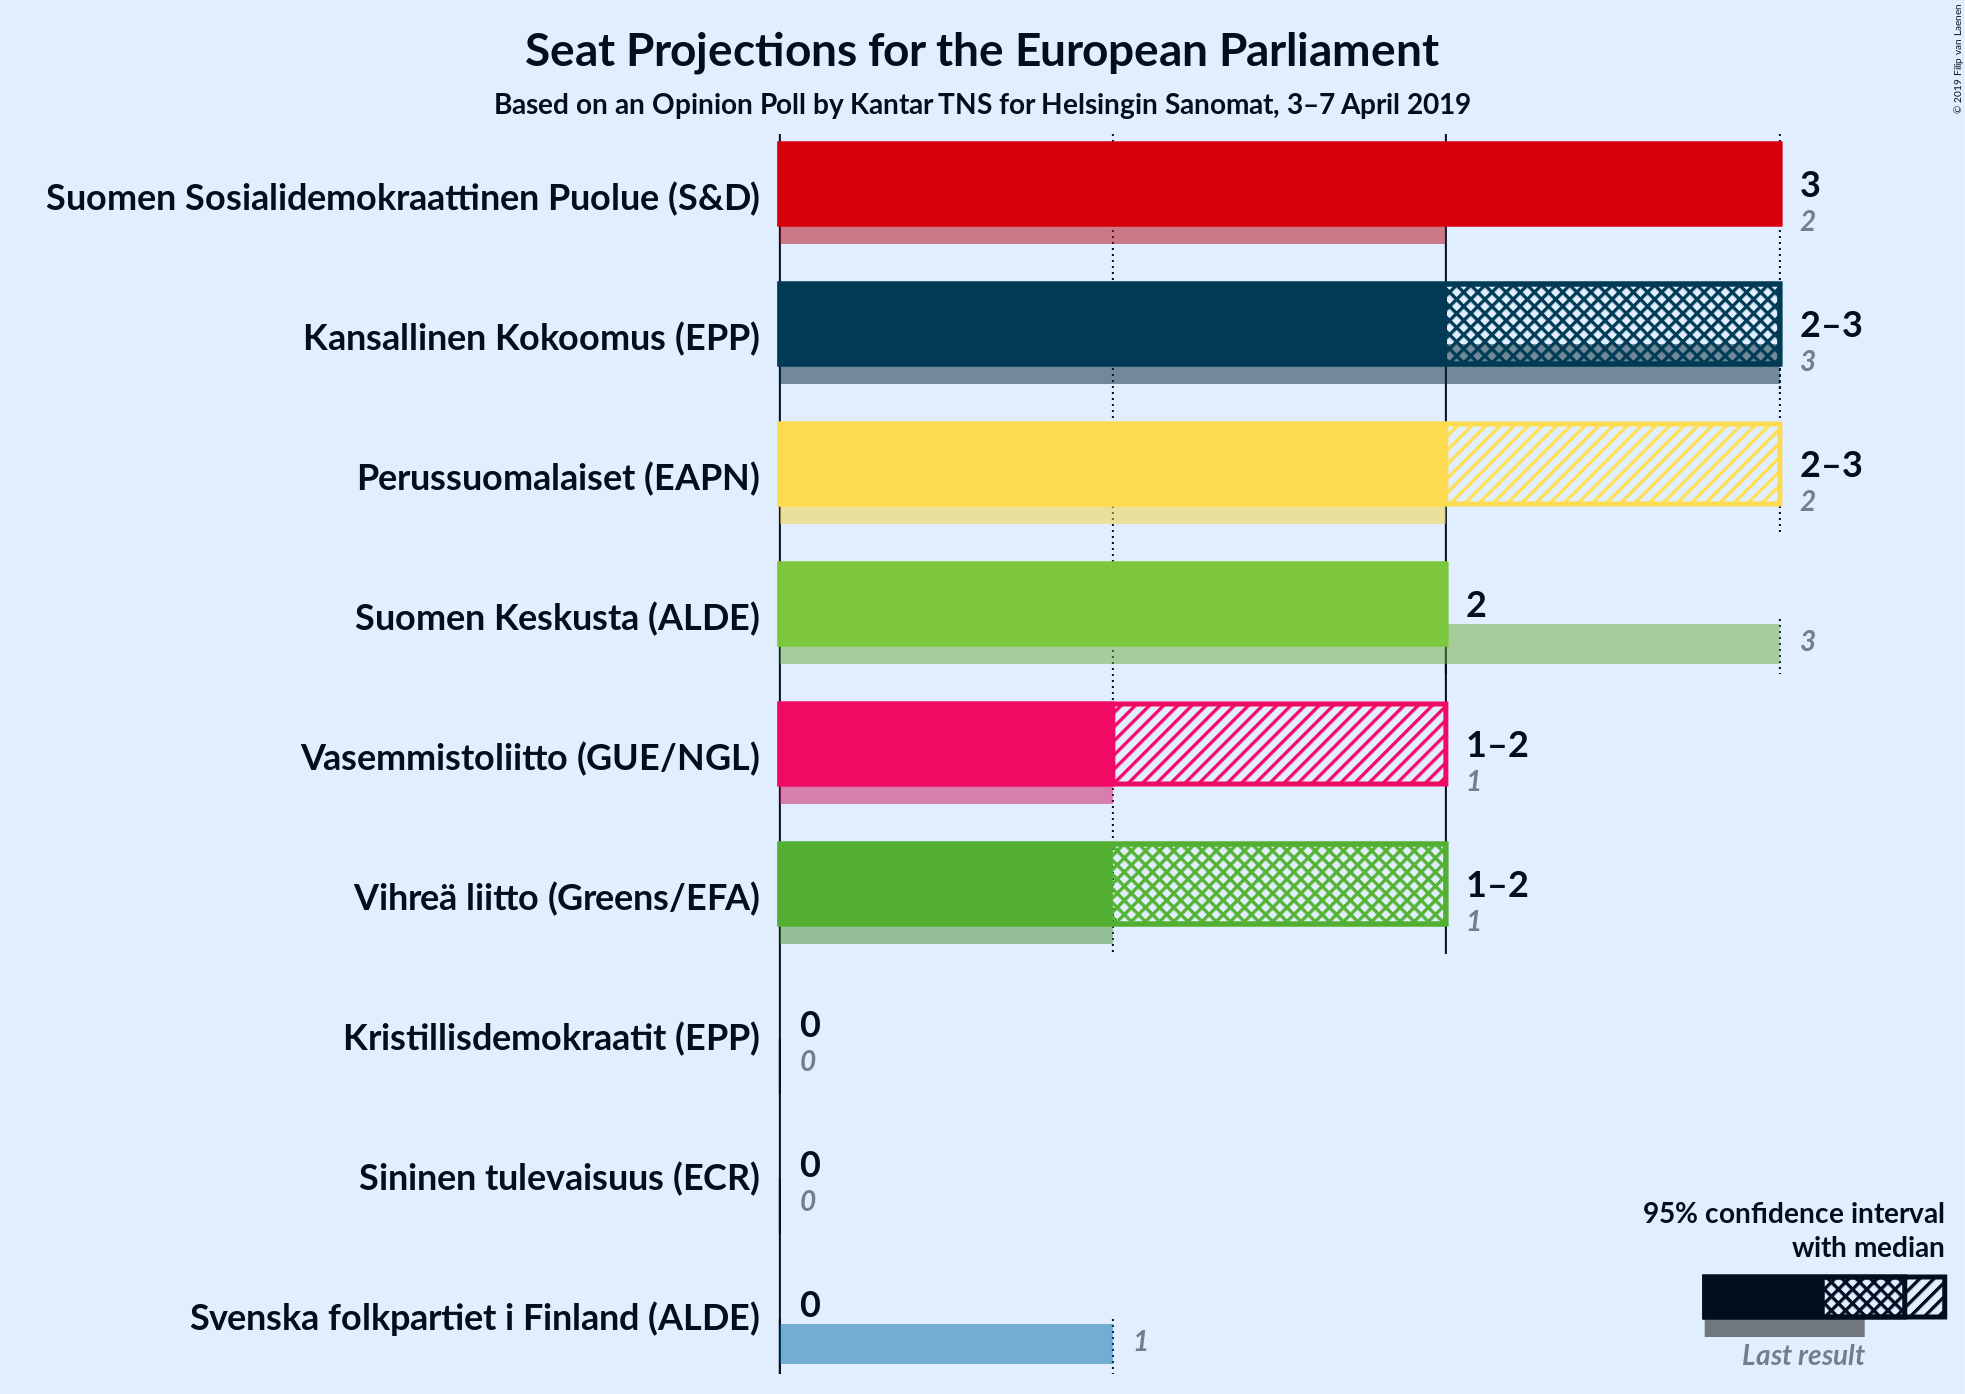 Seat Projections for the European Parliament
Based on an Opinion Poll by Kantar TNS for Helsingin Sanomat, 3–7 April 2019
© 2019 Filip van Laenen
Suomen Sosialidemokraattinen Puolue (S&D)
3
2
Kansallinen Kokoomus (EPP)
2–3
3
Perussuomalaiset (EAPN)
2–3
2
Suomen Keskusta (ALDE)
2
3
Vasemmistoliitto (GUE/NGL)
1–2
1
Vihreä liitto (Greens/EFA)
1–2
1
Kristillisdemokraatit (EPP)
0
0
Sininen tulevaisuus (ECR)
0
0
Svenska folkpartiet i Finland (ALDE)
0
1
95% confidence interval
with median
Last result